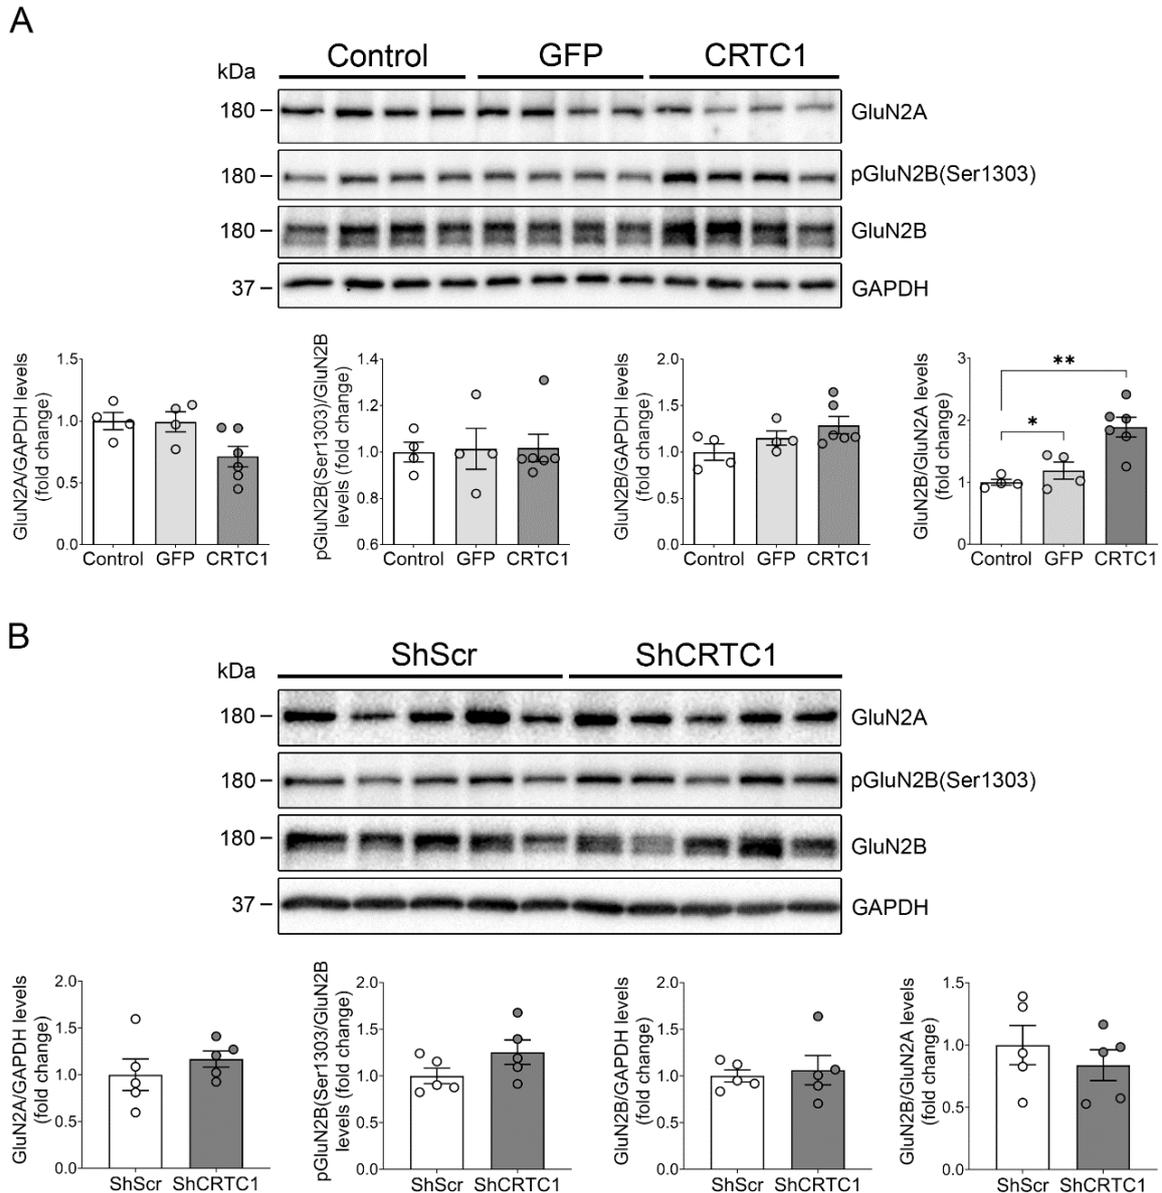 A
Control GFP CRTC1
kDa
180 GluN2A
180 pGluN2B(Ser1303)
180 GluN2B
37 GAPDH
GluN2A/GAPDH levels
(fold change)
1.5
1.0
0.5
0.0
Control GFP CRTC1
pGluN2B(Ser1303)/GluN2B
levels (fold change)
1.4
1.2
1.0
0.8
0.6
Control GFP CRTC1
GluN2B/GAPDH levels
(fold change)
2.0
1.5
1.0
0.5
0.0
Control GFP CRTC1
GluN2B/GluN2A levels
(fold change)
3
2
1
0
**
*
Control GFP CRTC1
B
ShScr ShCRTC1
kDa
180 GluN2A
180 pGluN2B(Ser1303)
180 GluN2B
37 GAPDH
GluN2A/GAPDH levels
(fold change)
2.0
1.5
1.0
0.5
0.0
ShScr ShCRTC1
pGluN2B(Ser1303/GluN2B
levels (fold change)
2.0
1.5
1.0
0.5
0.0
ShScr ShCRTC1
GluN2B/GAPDH levels
(fold change)
2.0
1.5
1.0
0.5
0.0
ShScr ShCRTC1
GluN2B/GluN2A levels
(fold change)
1.5
1.0
0.5
0.0
ShScr ShCRTC1